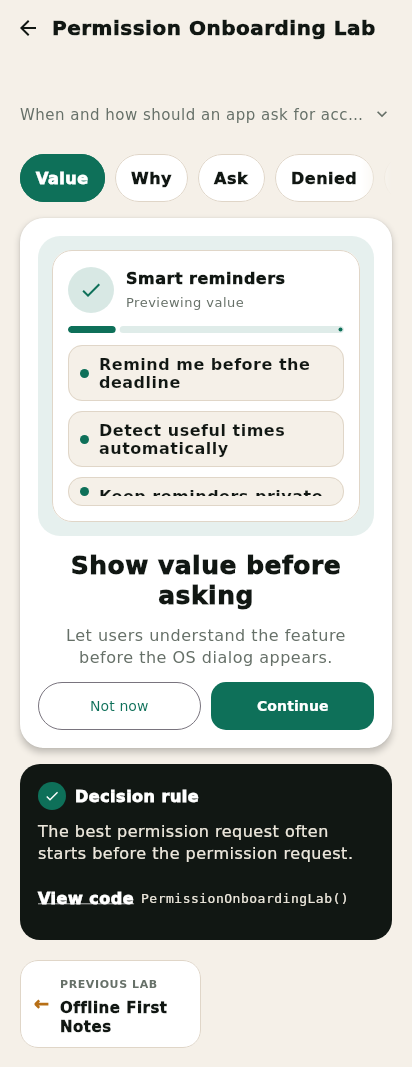 Permission Onboarding Lab
When and how should an app ask for acc...
Value
Why
Ask
Denied
Smart reminders
Previewing value
Remind me before the
deadline
Detect useful times
automatically
Keep reminders private
Show value before
asking
Let users understand the feature
before the OS dialog appears.
Not now
Continue
Decision rule
The best permission request often
starts before the permission request.
View code PermissionOnboardingLab()
PREVIOUS LAB
← Offline First
Notes